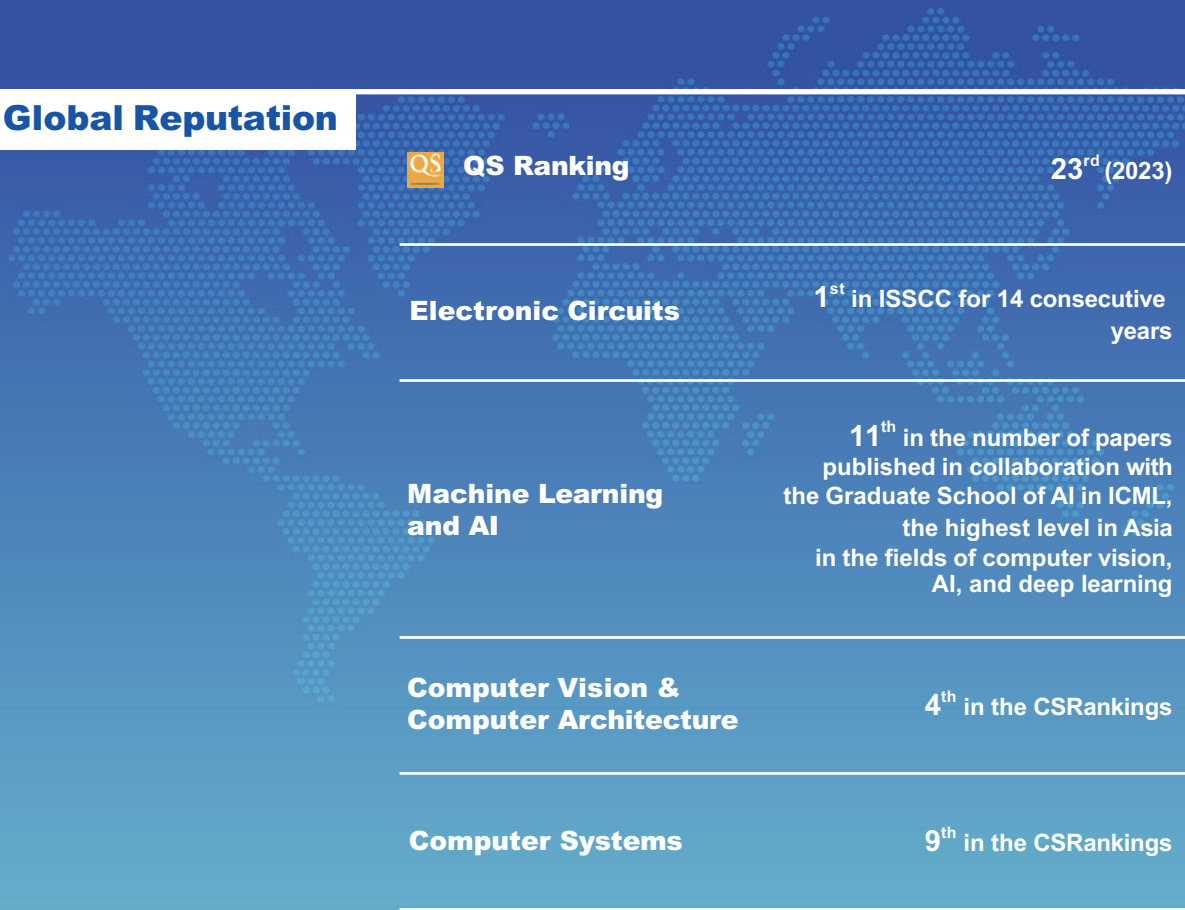 Global Reputation
QS QS Ranking 23rd (2023)
Electronic Circuits 1st in ISSCC for 14 consecutive
years
Machine Learning
and AI
11th in the number of papers
published in collaboration with
the Graduate School of AI in ICML,
the highest level in Asia
in the fields of computer vision,
AI, and deep learning
Computer Vision &
Computer Architecture
4th in the CSRankings
Computer Systems 9th in the CSRankings